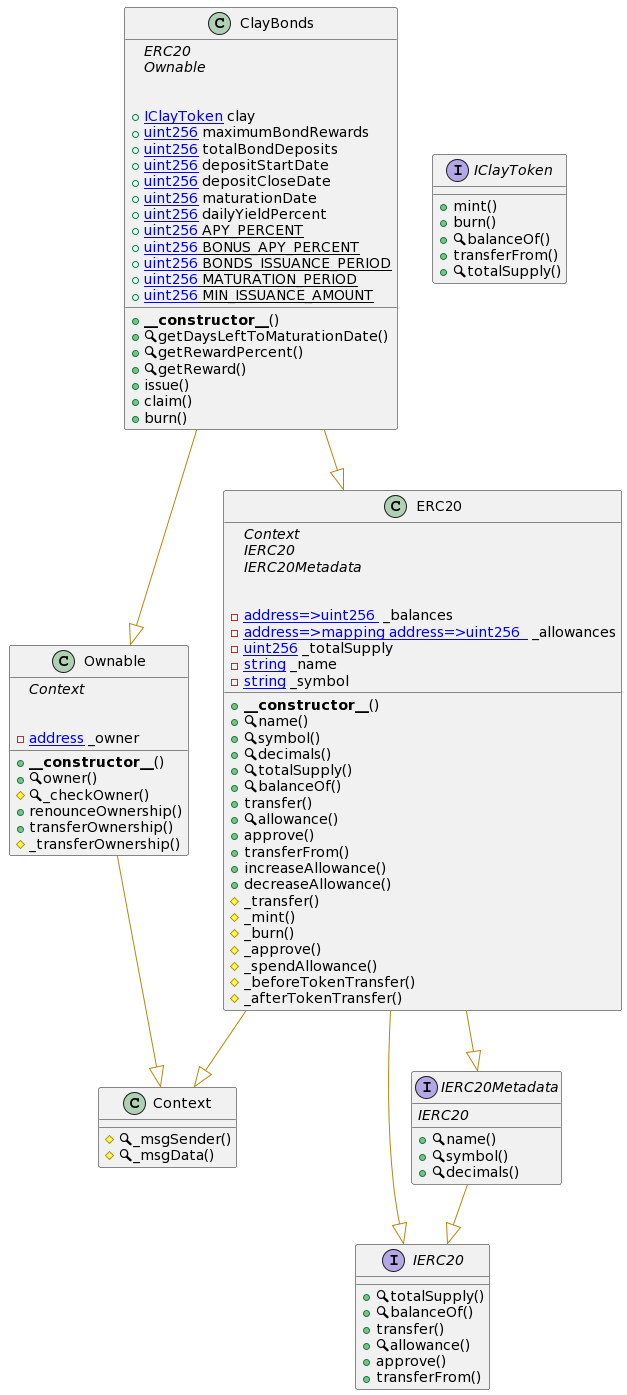 C ClayBonds
ERC20
Ownable
IClayToken clay
uint256 maximumBondRewards
uint256 totalBondDeposits
uint256 depositStartDate
uint256 depositCloseDate
uint256 maturationDate
uint256 dailyYieldPercent
uint256 APY_PERCENT
uint256 BONUS_APY_PERCENT
uint256 BONDS_ISSUANCE_PERIOD
uint256 MATURATION_PERIOD
uint256 MIN_ISSUANCE_AMOUNT
__constructor__()
🔍getDaysLeftToMaturationDate()
🔍getRewardPercent()
🔍getReward()
issue()
claim()
burn()
I IClayToken
mint()
burn()
🔍balanceOf()
transferFrom()
🔍totalSupply()
C Ownable
Context
address _owner
__constructor__()
🔍owner()
🔍_checkOwner()
renounceOwnership()
transferOwnership()
_transferOwnership()
C ERC20
Context
IERC20
IERC20Metadata
address=>uint256 _balances
address=>mapping address=>uint256 _allowances
uint256 _totalSupply
string _name
string _symbol
__constructor__()
🔍name()
🔍symbol()
🔍decimals()
🔍totalSupply()
🔍balanceOf()
transfer()
🔍allowance()
approve()
transferFrom()
increaseAllowance()
decreaseAllowance()
_transfer()
_mint()
_burn()
_approve()
_spendAllowance()
_beforeTokenTransfer()
_afterTokenTransfer()
C Context
🔍_msgSender()
🔍_msgData()
I IERC20Metadata
IERC20
🔍name()
🔍symbol()
🔍decimals()
I IERC20
🔍totalSupply()
🔍balanceOf()
transfer()
🔍allowance()
approve()
transferFrom()